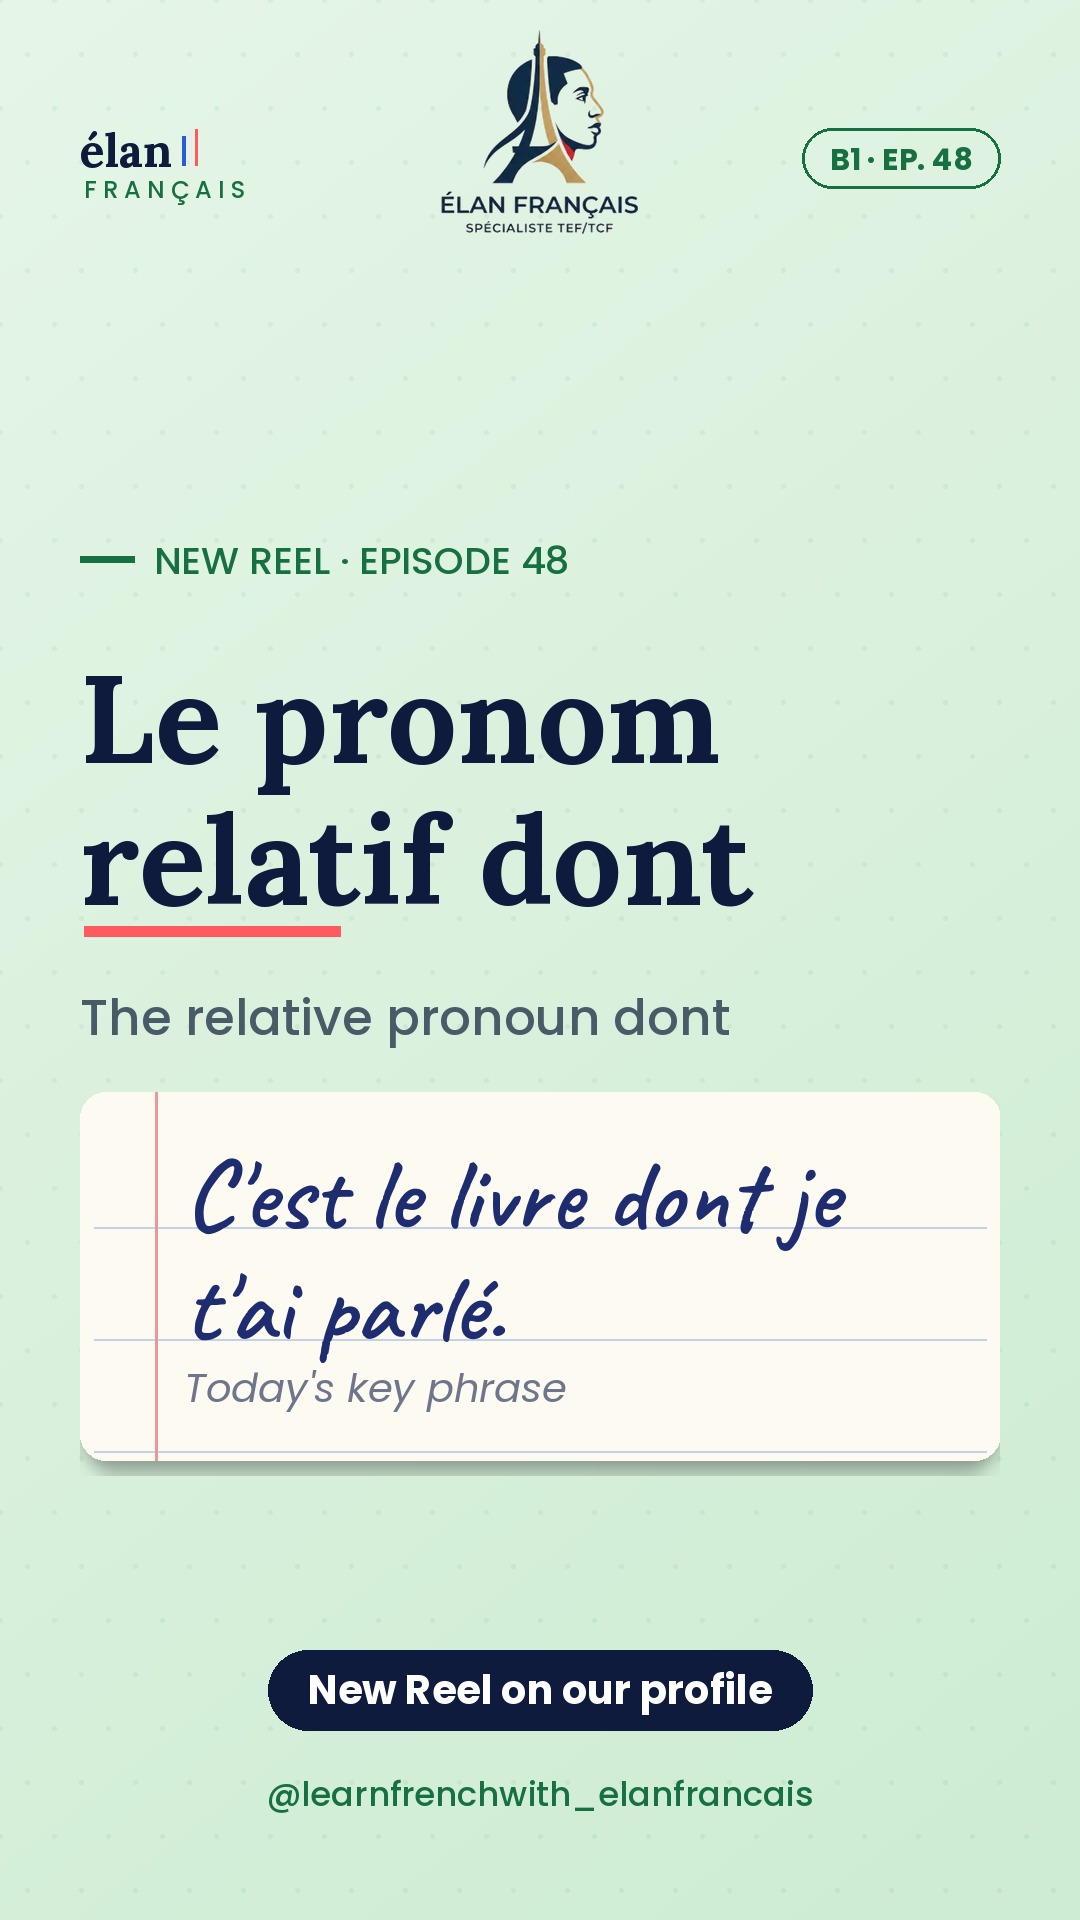 élan
FRANÇAIS
ÉLAN FRANÇAIS
SPÉCIALISTE TEF/TCF
B1 · EP. 48
NEW REEL · EPISODE 48
Le pronom
relatif dont
The relative pronoun dont
C'est le livre dont je
t'ai parlé.
Today's key phrase
New Reel on our profile
@learnfrenchwith_elanfrancais